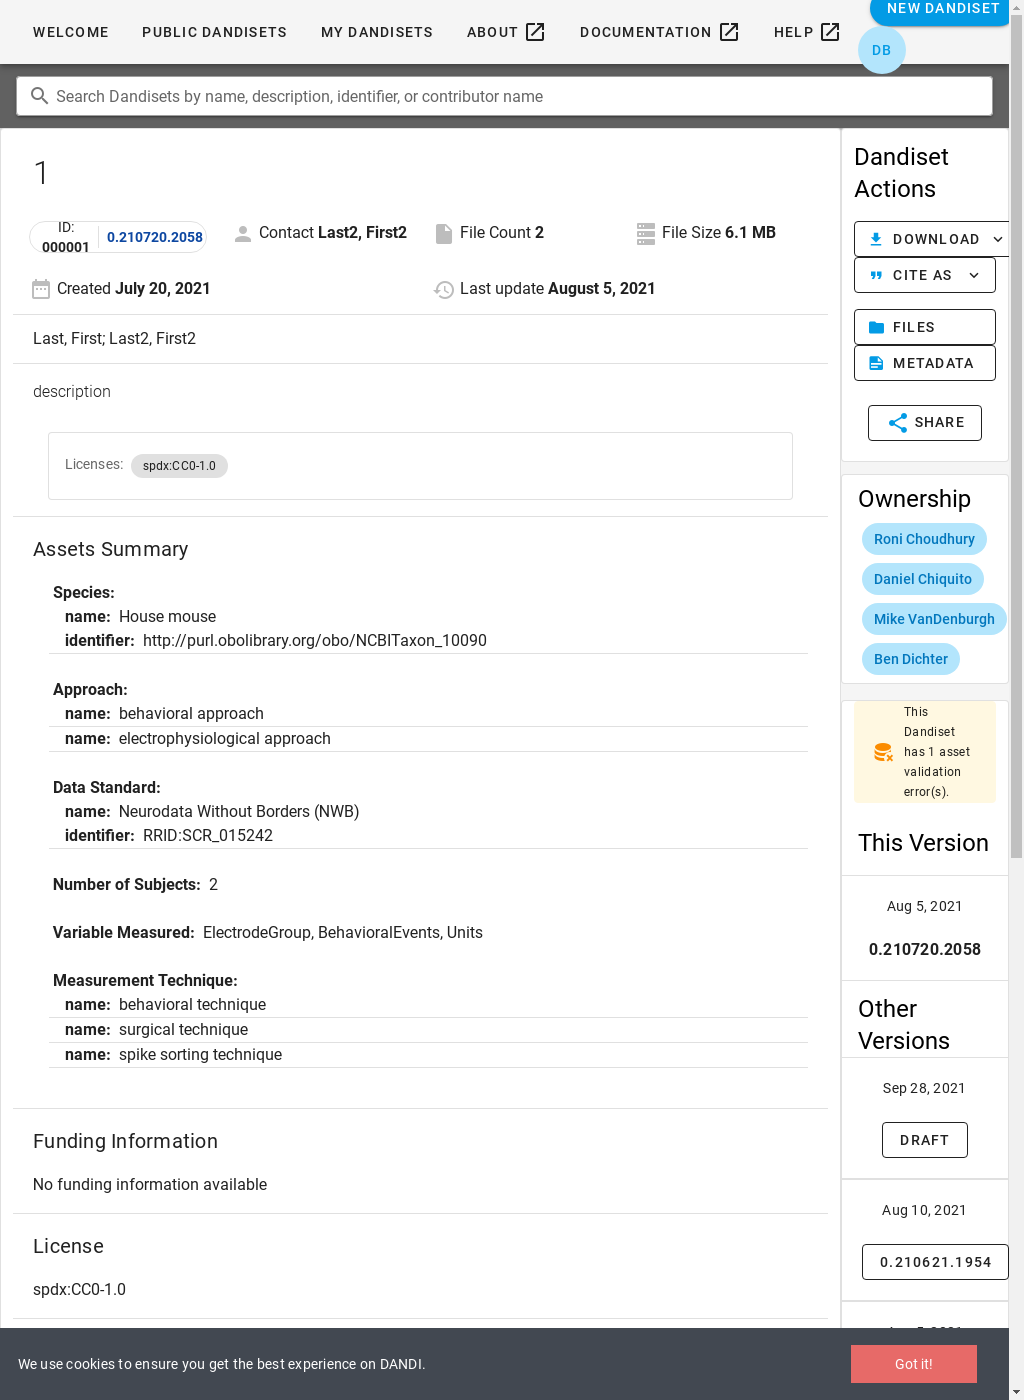 WELCOME
PUBLIC DANDISETS
MY DANDISETS
ABOUT
DOCUMENTATION
HELP
NEW DANDISET
DB
Search Dandisets by name, description, identifier, or contributor name
1
ID:
000001
0.210720.2058
Contact Last2, First2
File Count 2
File Size 6.1 MB
Created July 20, 2021
Last update August 5, 2021
Last, First; Last2, First2
description
Licenses: spdx:CC0-1.0
Assets Summary
Species:
name: House mouse
identifier: http://purl.obolibrary.org/obo/NCBITaxon_10090
Approach:
name: behavioral approach
name: electrophysiological approach
Data Standard:
name: Neurodata Without Borders (NWB)
identifier: RRID:SCR_015242
Number of Subjects: 2
Variable Measured: ElectrodeGroup, BehavioralEvents, Units
Measurement Technique:
name: behavioral technique
name: surgical technique
name: spike sorting technique
Funding Information
No funding information available
License
spdx:CC0-1.0
Dandiset
Actions
DOWNLOAD
CITE AS
FILES
METADATA
SHARE
Ownership
Roni Choudhury
Daniel Chiquito
Mike VanDenburgh
Ben Dichter
This
Dandiset
has 1 asset
validation
error(s).
This Version
Aug 5, 2021
0.210720.2058
Other
Versions
Sep 28, 2021
DRAFT
Aug 10, 2021
0.210621.1954
We use cookies to ensure you get the best experience on DANDI.
Got it!